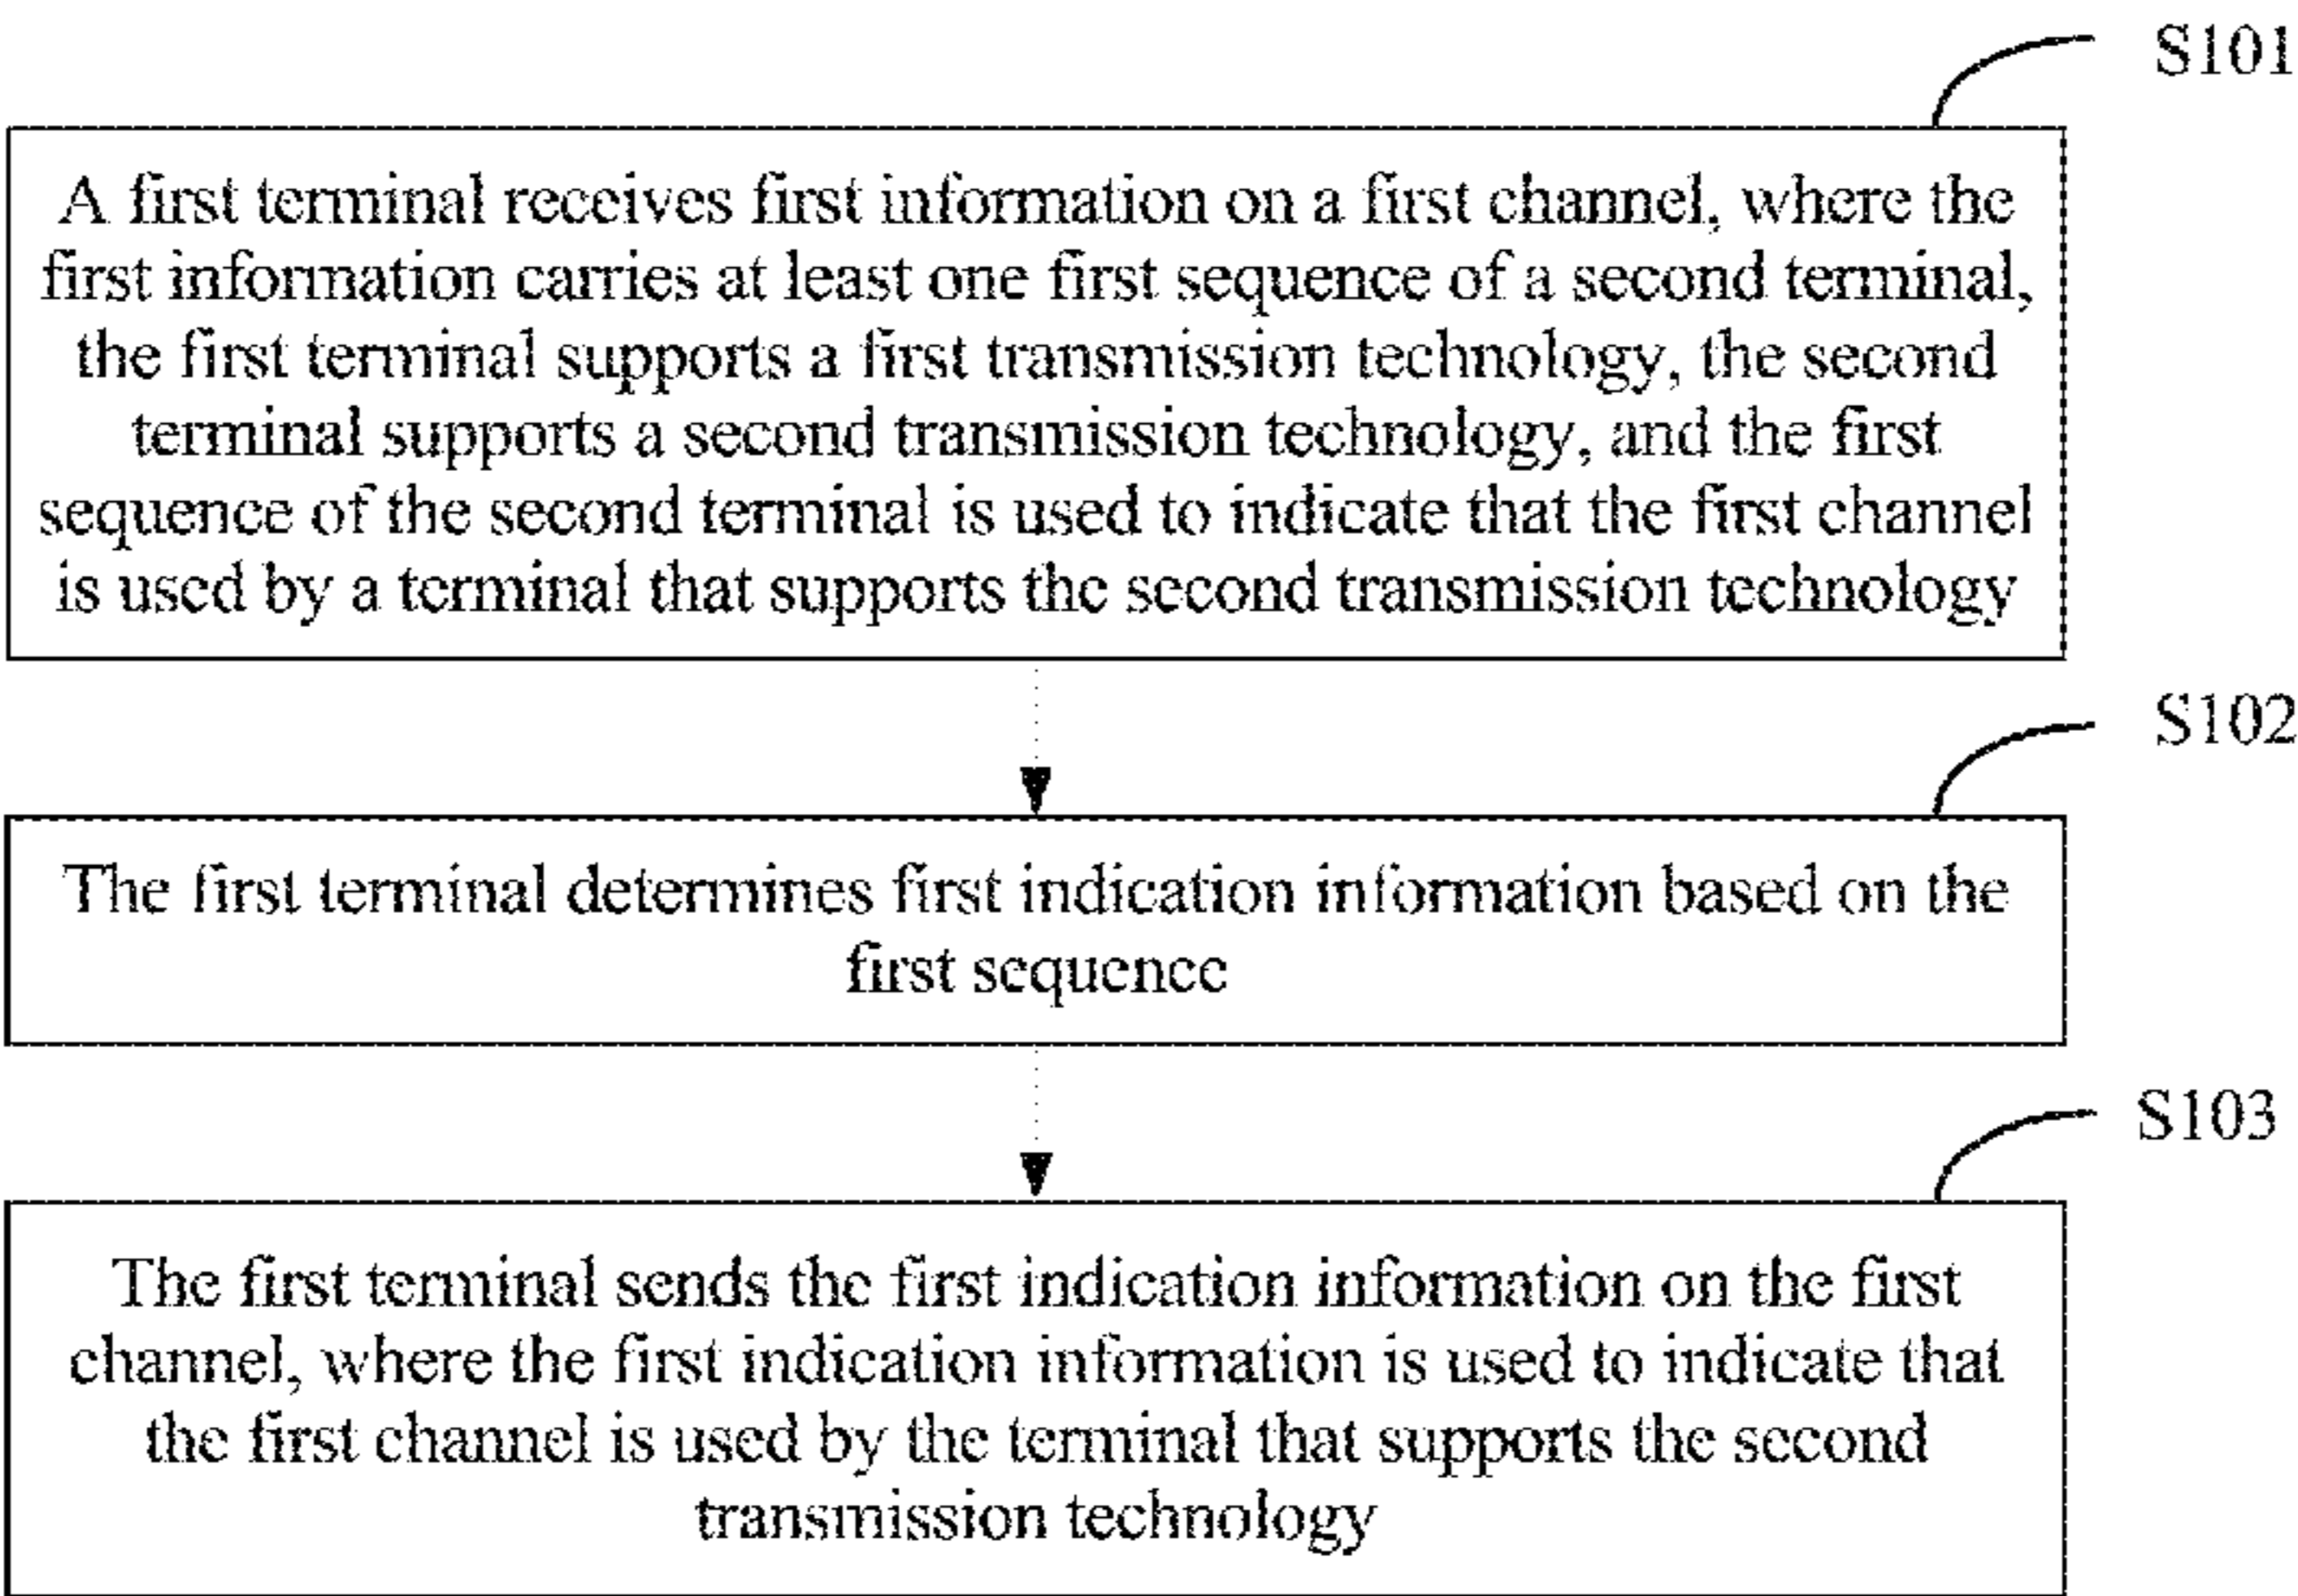 S101
A first terminal receives first information on a first channel, where the
first information carries at least one first sequence of a second terminal,
the first terminal supports a first transmission technology, the second
terminal supports a second transmission technology, and the first
sequence of the second terminal is used to indicate that the first channel
is used by a terminal that supports the second transmission technology
S102
The first terminal determines first indication information based on the
first sequence
S103
The first terminal sends the first indication information on the first
channel, where the first indication information is used to indicate that
the first channel is used by the terminal that supports the second
transmission technology